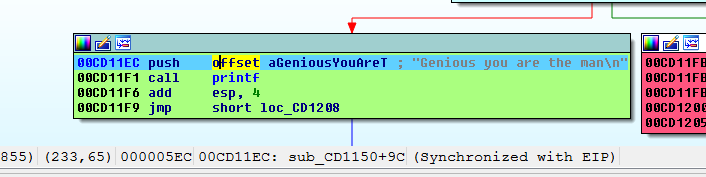 00CD11EC push    offset aGeniousYouAreT ; "Genious you are the man\n"
00CD11F1 call    printf
00CD11F6 add     esp, 4
00CD11F9 jmp     short loc_CD1208
00CD11FB
00CD11FB
00CD11FB
00CD1200
00CD1205
855) (233,65) 000005EC 00CD11EC: sub_CD1150+9C (Synchronized with EIP)